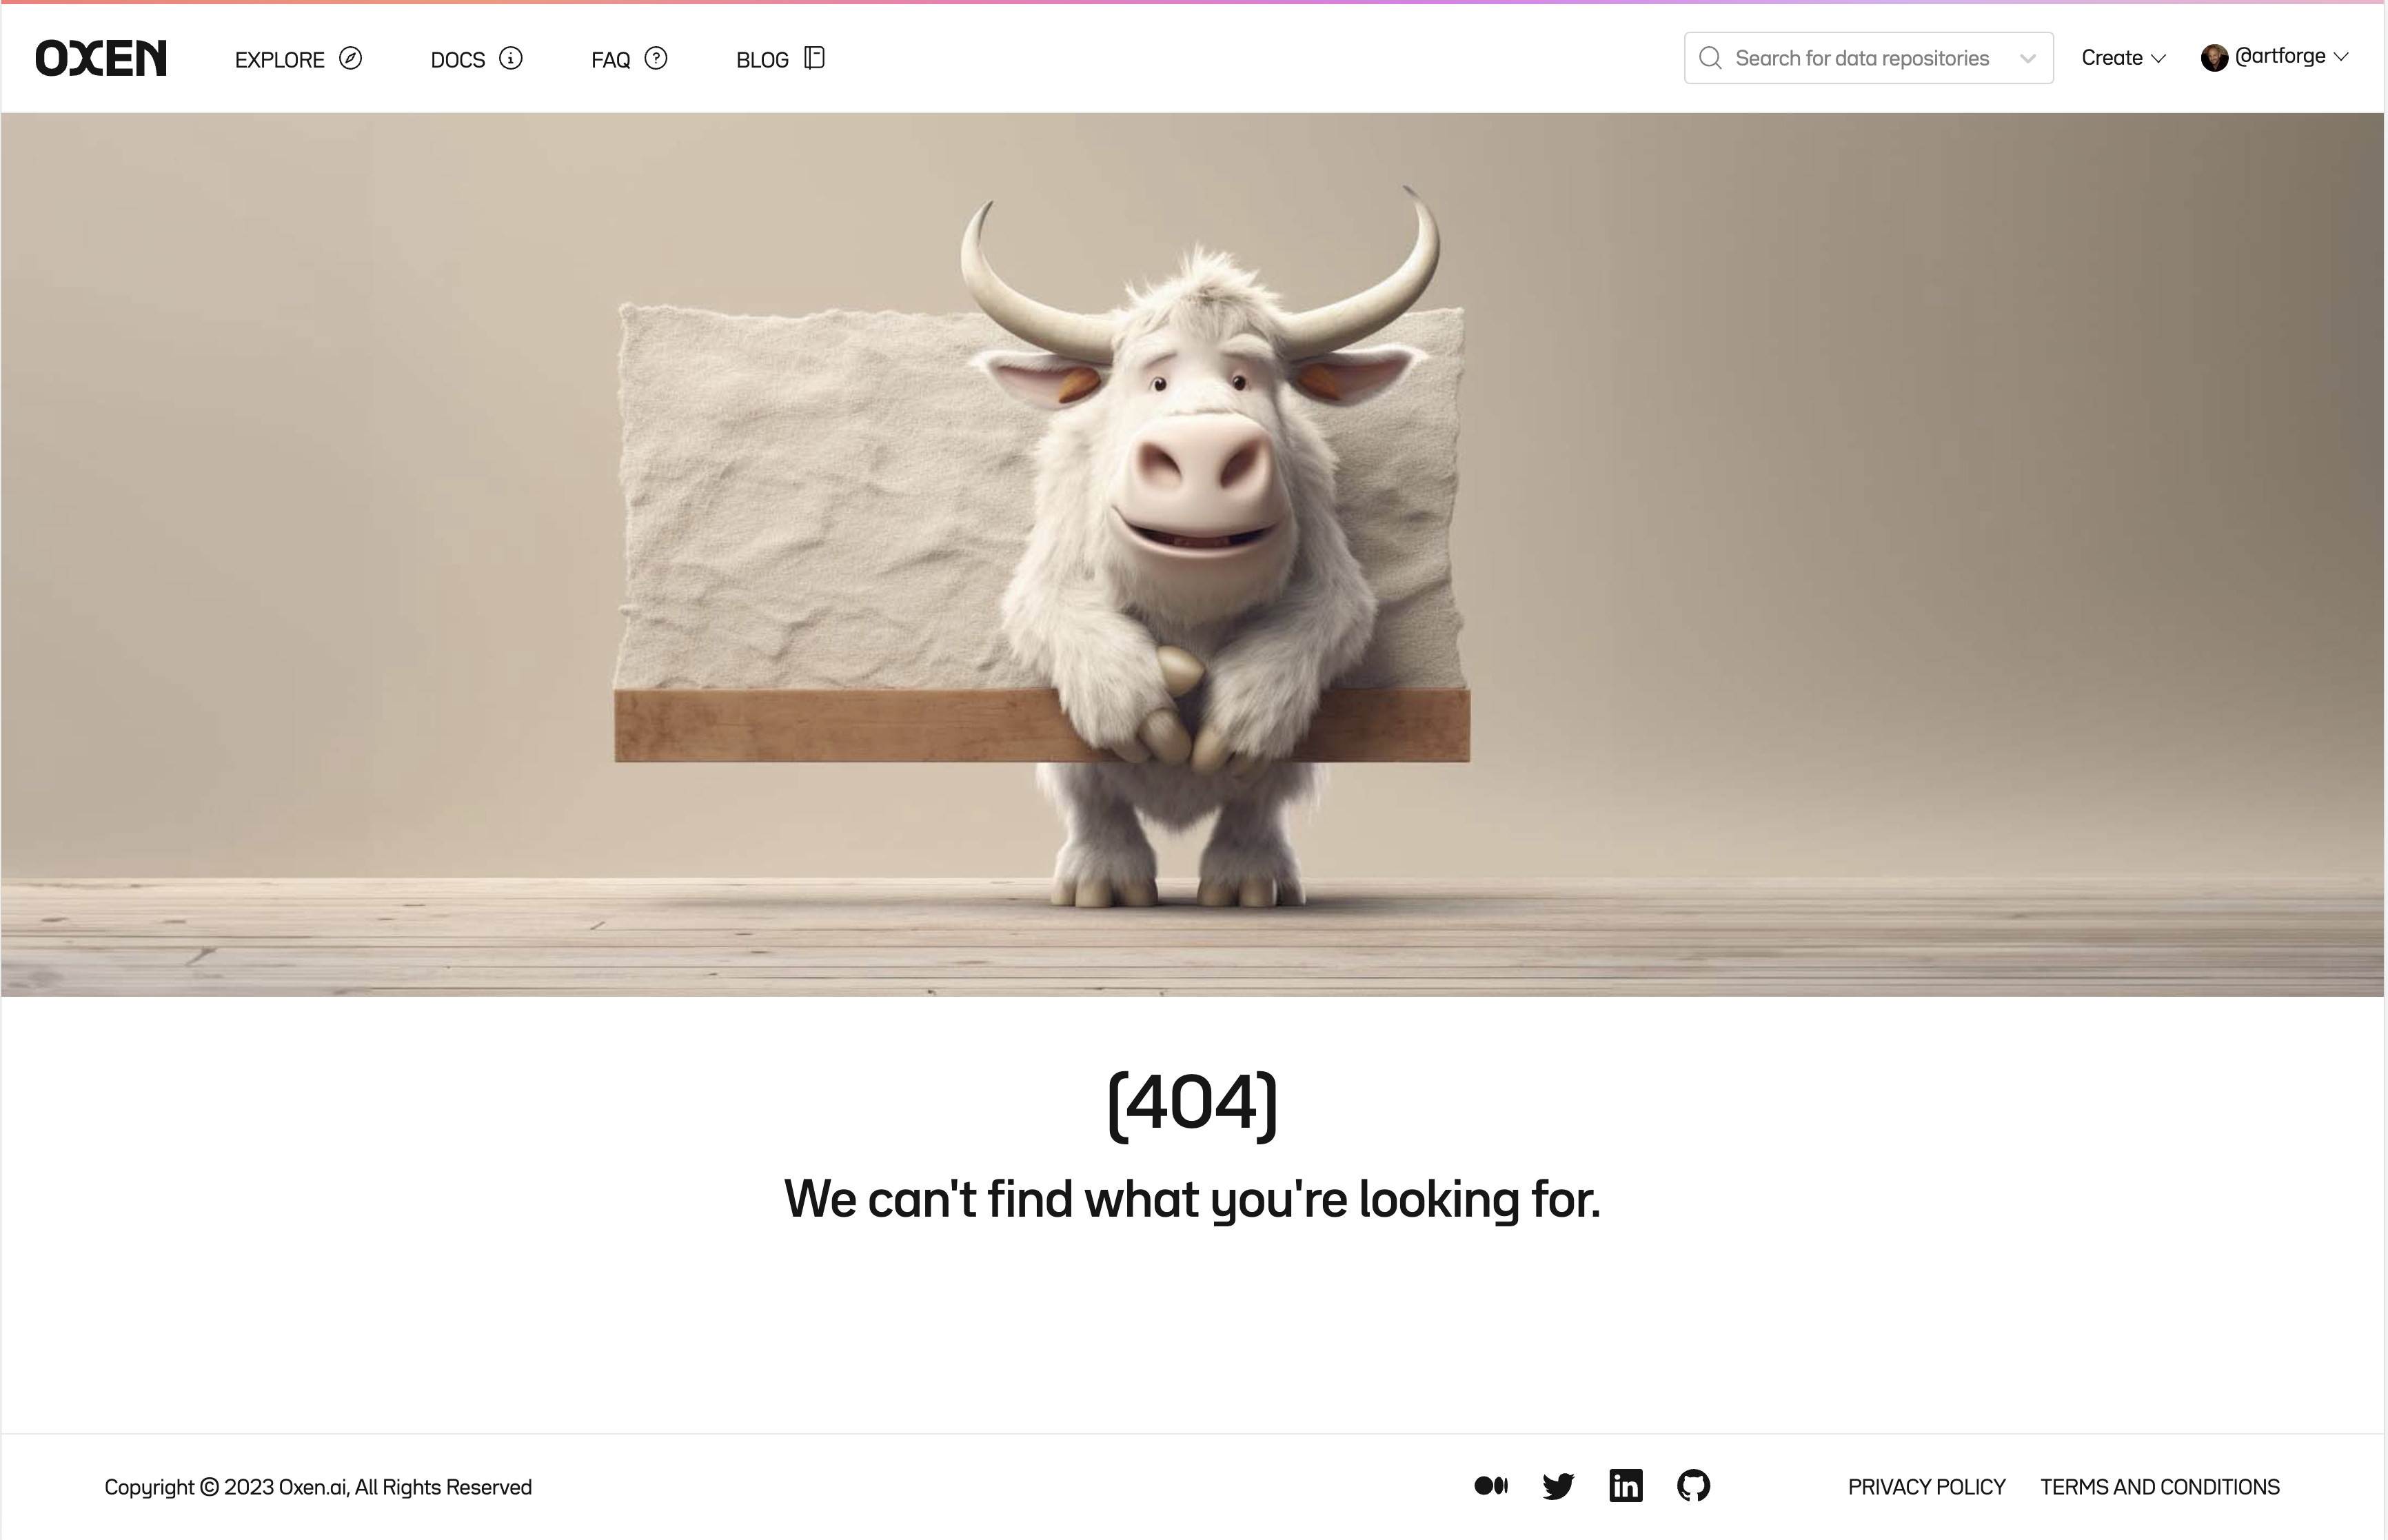 OXEN
EXPLORE
DOCS
FAQ
BLOG
Search for data repositories
Create
@artforge
(404)
We can't find what you're looking for.
Copyright © 2023 Oxen.ai, All Rights Reserved
in
PRIVACY POLICY
TERMS AND CONDITIONS